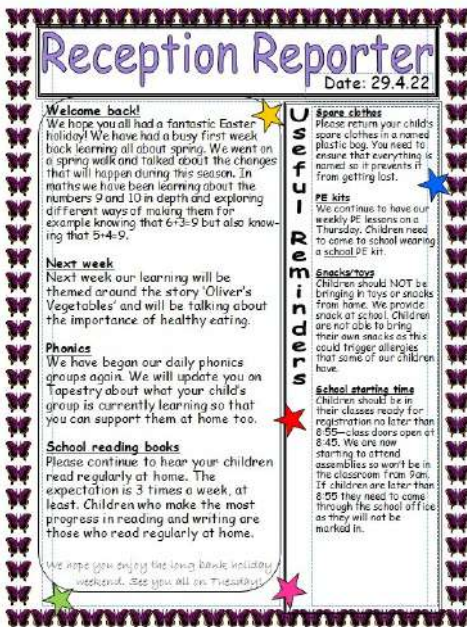 Reception Reporter
Date: 29.4.22
Welcome back!
We hope you all had a fantastic Easter
holiday! We have had a busy first week
back learning all about spring. We went on
a spring walk and talked about the changes
that will happen during this season. In
maths we have been learning about the
numbers 9 and 10 in depth and exploring
different ways of making them for
example knowing that 6+3=9 but also know-
ing that 5+4=9.
Next week
Next week our learning will be
themed around the story 'Oliver's
Vegetables' and will be talking about
the importance of healthy eating.
Phonics
We have began our daily phonics
groups again. We will update you on
Tapestry about what your child's
group is currently learning so that
you can support them at home too.
School reading books
Please continue to hear your children
read regularly at home. The
expectation is 3 times a week, at
least. Children who make the most
progress in reading and writing are
those who read regularly at home.
We hope you enjoy the long bank holiday
weekend. See you all on Tuesday!
Useful Reminders
Spare clothes
Please return your child's
spare clothes in a named
plastic bag. You need to
ensure that everything is
named so it prevents it
from getting lost.
PE kits
We continue to have our
weekly PE lessons on a
Thursday. Children need
to come to school wearing
a school PE kit.
Snacks/toys
Children should NOT be
bringing in toys or snacks
from home. We provide
snack at school. Children
are not able to bring
their own snacks as this
could trigger allergies
that some of our children
have.
School starting time
Children should be in
their classes ready for
registration no later than
8:55—class doors open at
8:45. We are now
starting to attend
assemblies so won't be in
the classroom from 9am.
If children are later than
8:55 they need to come
through the school office
as they will not be
marked in.